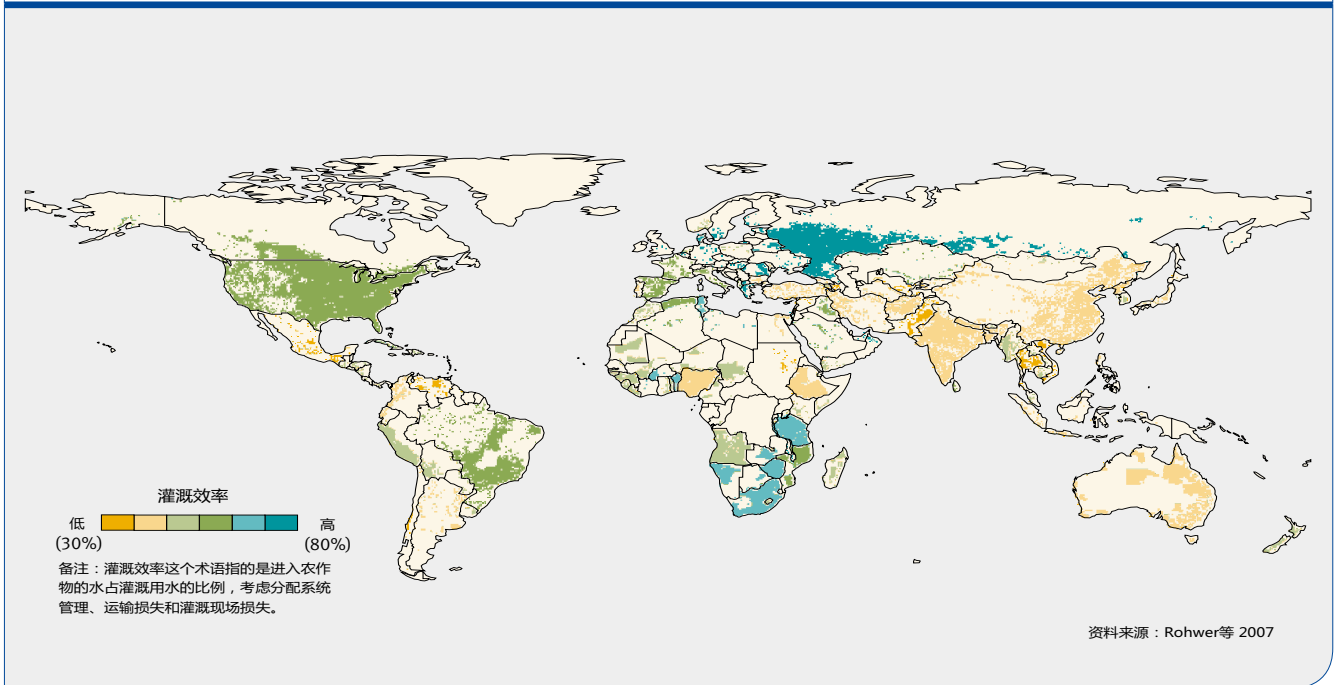 灌溉效率
低 高
(30%) (80%)
备注：灌溉效率这个术语指的是进入农作
物的水占灌溉用水的比例，考虑分配系统
管理、运输损失和灌溉现场损失。
资料来源：Rohwer等 2007